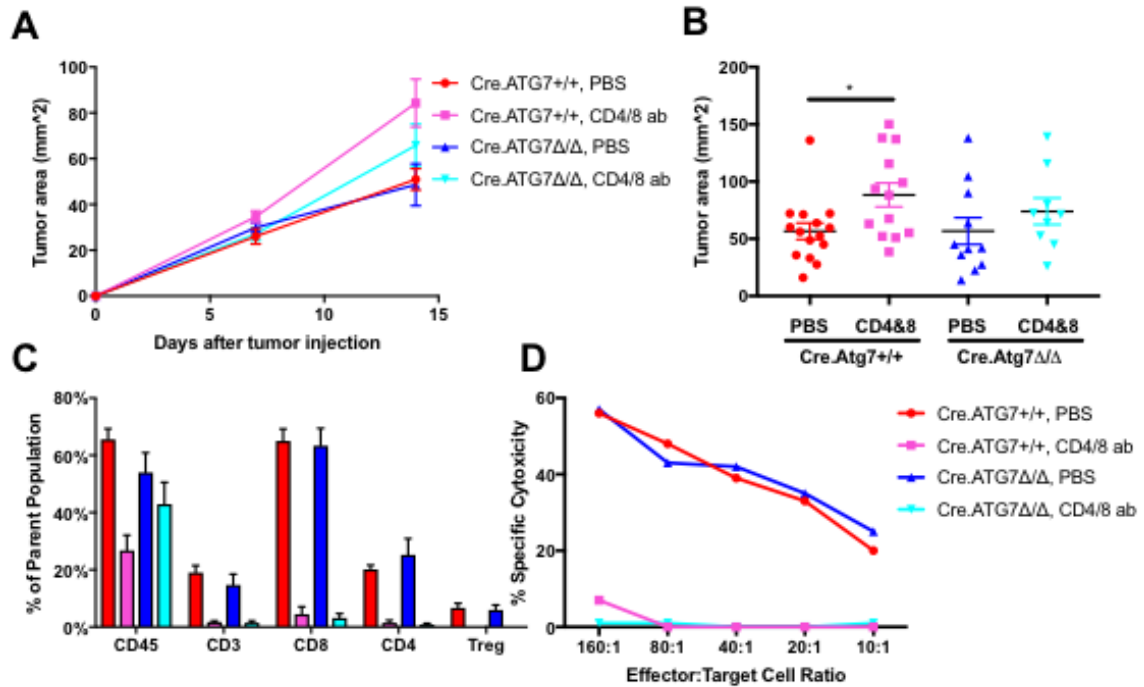 A
Tumor area (mm^2)
100
80
60
40
20
0
0
5
10
15
Days after tumor injection
Cre.ATG7+/+, PBS
Cre.ATG7+/+, CD4/8 ab
Cre.ATG7Δ/Δ, PBS
Cre.ATG7Δ/Δ, CD4/8 ab
B
Tumor area (mm^2)
200
150
100
50
0
*
PBS
CD4&8
PBS
CD4&8
Cre.Atg7+/+
Cre.Atg7Δ/Δ
C
% of Parent Population
80%
60%
40%
20%
0%
CD45
CD3
CD8
CD4
Treg
D
% Specific Cytoxicity
60
40
20
0
160:1
80:1
40:1
20:1
10:1
Effector:Target Cell Ratio
Cre.ATG7+/+, PBS
Cre.ATG7+/+, CD4/8 ab
Cre.ATG7Δ/Δ, PBS
Cre.ATG7Δ/Δ, CD4/8 ab